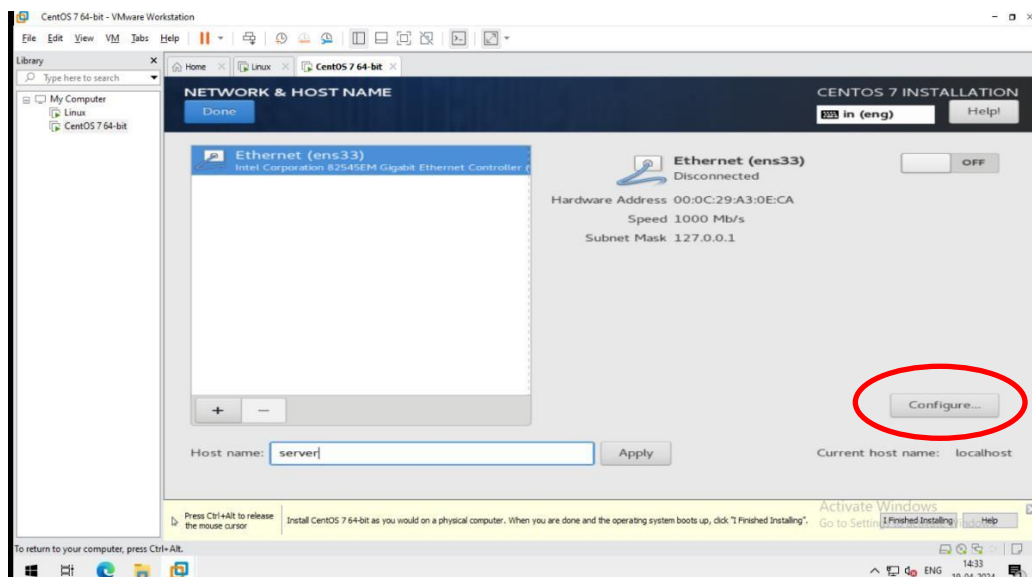 CentOS 7 64-bit - VMware Workstation
File Edit View VM Tabs Help
Library
Type here to search
My Computer
Linux
CentOS 7 64-bit
Home Linux CentOS 7 64-bit
NETWORK & HOST NAME
Done
CENTOS 7 INSTALLATION
in (eng) Help!
Ethernet (ens33)
Intel Corporation 82545EM Gigabit Ethernet Controller (
Ethernet (ens33)
Disconnected
OFF
Hardware Address 00:0C:29:A3:0E:CA
Speed 1000 Mb/s
Subnet Mask 127.0.0.1
+ −
Configure...
Host name: server Apply Current host name: localhost
Press Ctrl+Alt to release
the mouse cursor
Install CentOS 7 64-bit as you would on a physical computer. When you are done and the operating system boots up, click "I Finished Installing".
Activate Windows
Go to Settin
I Finished Installing Help
To return to your computer, press Ctrl+Alt.
ENG 14:33